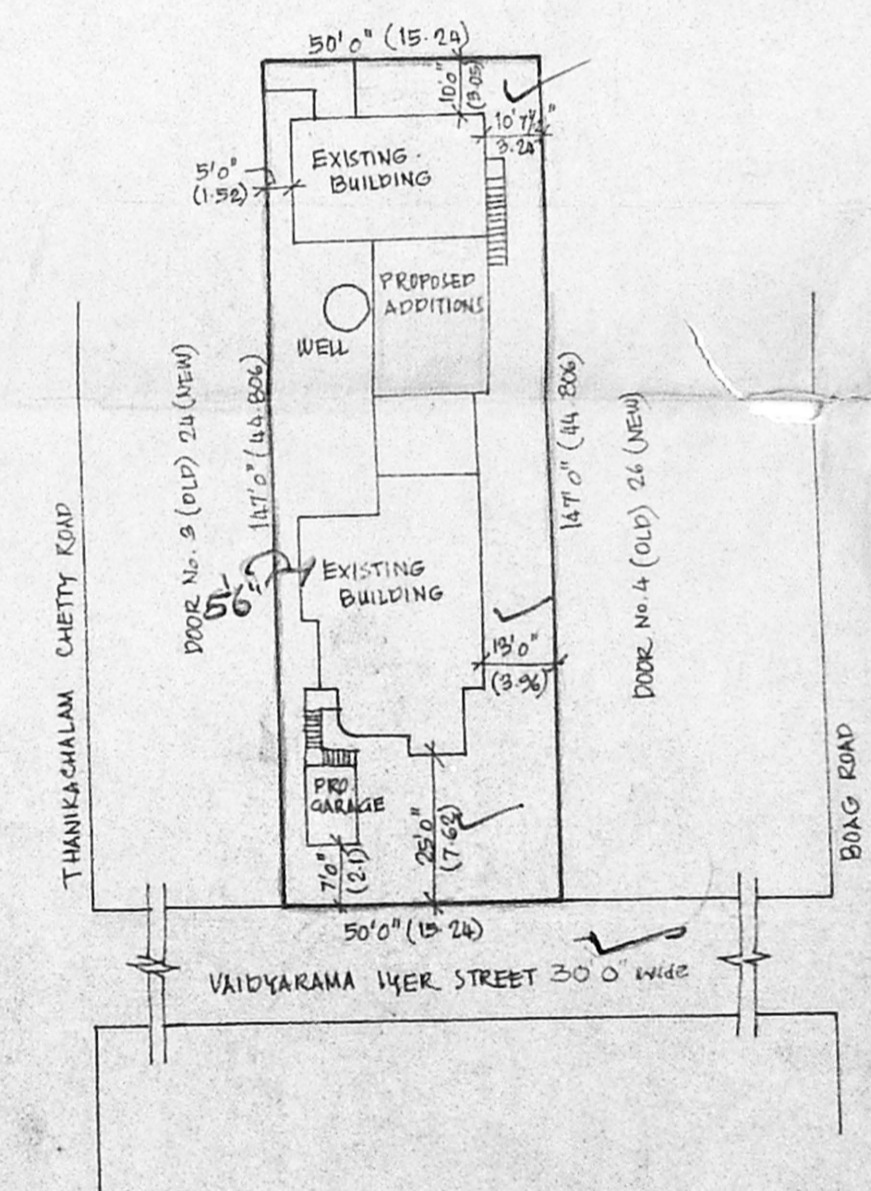 50'0" (15.24)
10'0"
(3.05)
10'7½"
3.24
5'0"
(1.52)
EXISTING
BUILDING
PROPOSED
ADDITIONS
WELL
DOOR No. 3 (OLD) 24 (NEW)
147'0" (44.806)
147'0" (44.806)
DOOR No. 4 (OLD) 26 (NEW)
THANIKACHALAM CHETTY ROAD
5'6"
EXISTING
BUILDING
13'0"
(3.96)
BOAG ROAD
PRO.
GARAGE
7'0"
(2.1)
25'0"
(7.62)
50'0" (15.24)
VAIDYARAMA IYER STREET 30'0" wide